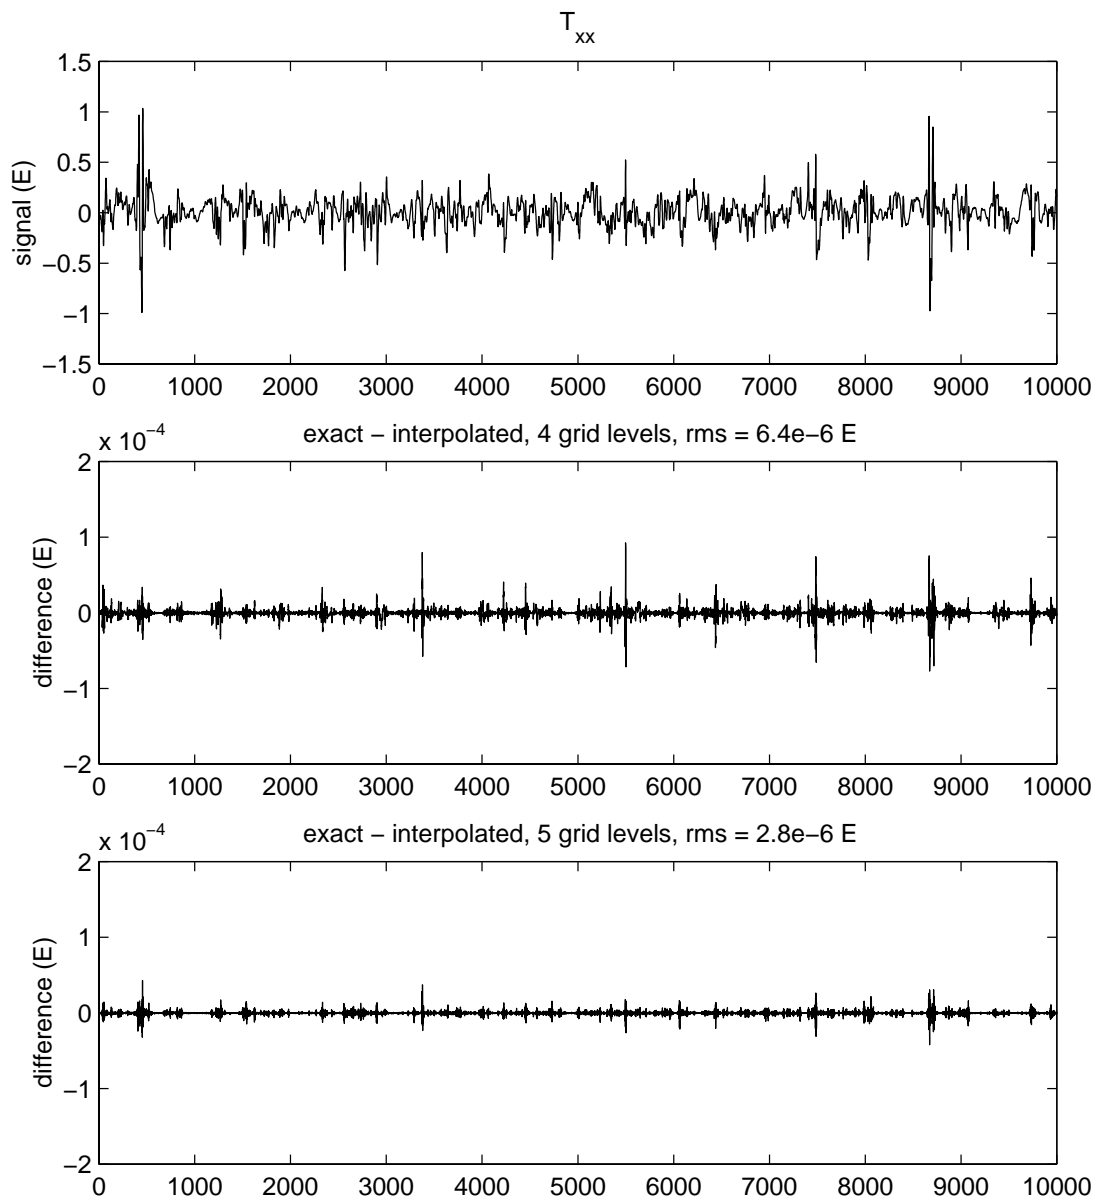 T_xx
1.5
1
0.5
0
−0.5
−1
−1.5
signal (E)
0 1000 2000 3000 4000 5000 6000 7000 8000 9000 10000
x 10^−4
exact − interpolated, 4 grid levels, rms = 6.4e−6 E
2
1
0
−1
−2
difference (E)
0 1000 2000 3000 4000 5000 6000 7000 8000 9000 10000
x 10^−4
exact − interpolated, 5 grid levels, rms = 2.8e−6 E
2
1
0
−1
−2
difference (E)
0 1000 2000 3000 4000 5000 6000 7000 8000 9000 10000